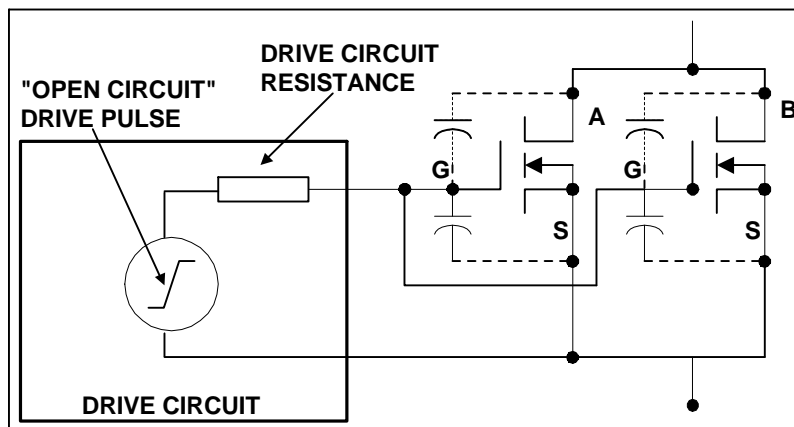 DRIVE CIRCUIT
RESISTANCE
"OPEN CIRCUIT"
DRIVE PULSE
A
B
G
G
S
S
DRIVE CIRCUIT